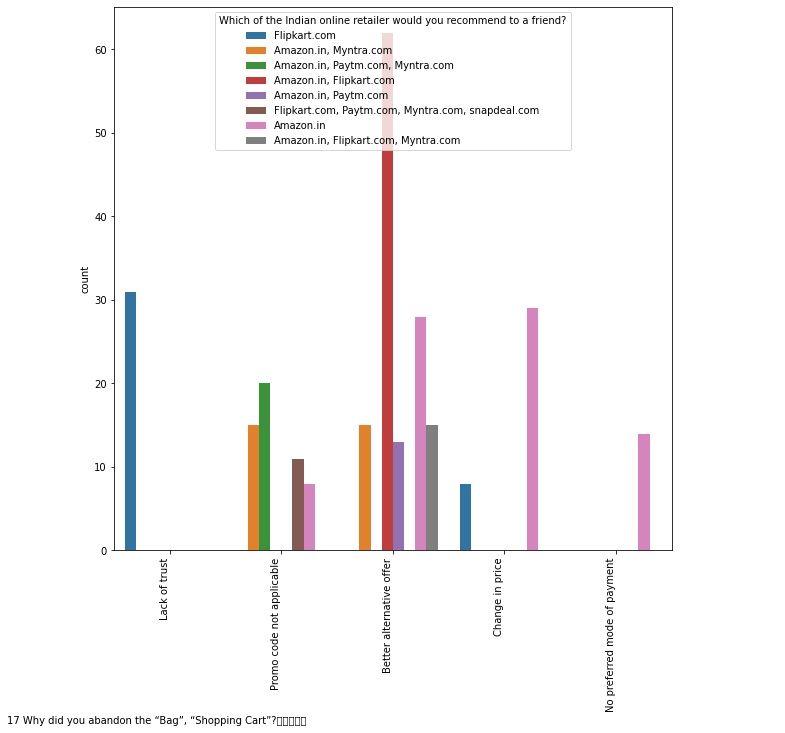 Which of the Indian online retailer would you recommend to a friend?
Flipkart.com
Amazon.in, Myntra.com
Amazon.in, Paytm.com, Myntra.com
Amazon.in, Flipkart.com
Amazon.in, Paytm.com
Flipkart.com, Paytm.com, Myntra.com, snapdeal.com
Amazon.in
Amazon.in, Flipkart.com, Myntra.com
60
50
40
30
20
10
0
count
Lack of trust
Promo code not applicable
Better alternative offer
Change in price
No preferred mode of payment
17 Why did you abandon the “Bag”, “Shopping Cart”?